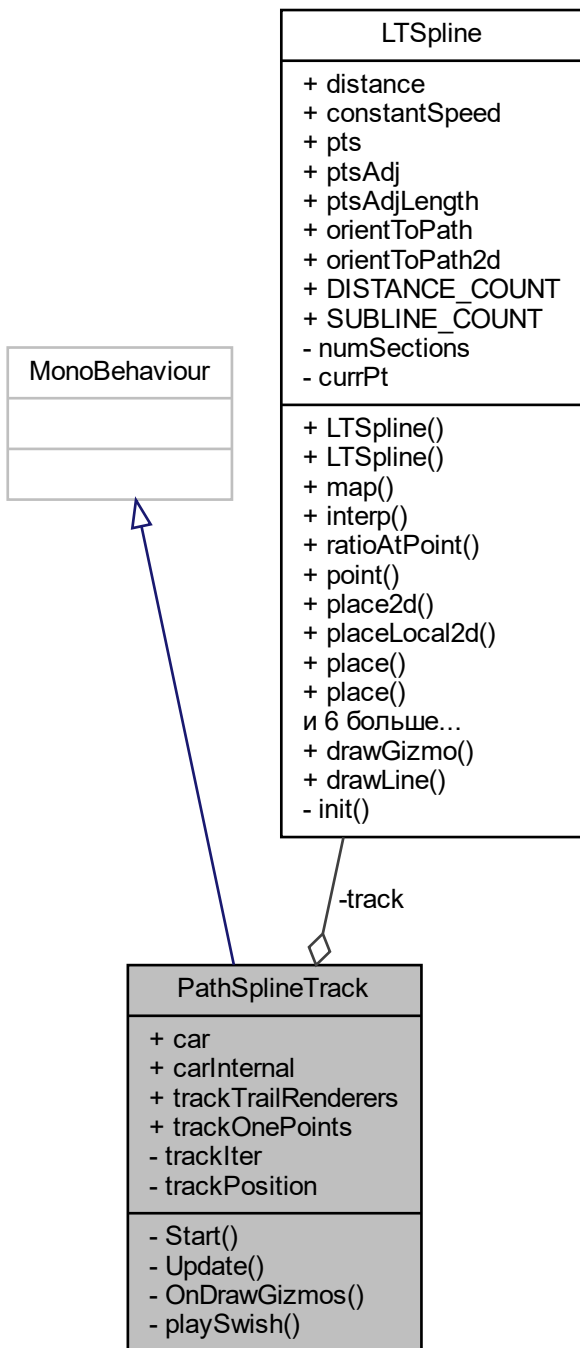 LTSpline
+ distance
+ constantSpeed
+ pts
+ ptsAdj
+ ptsAdjLength
+ orientToPath
+ orientToPath2d
+ DISTANCE_COUNT
+ SUBLINE_COUNT
- numSections
- currPt
+ LTSpline()
+ LTSpline()
+ map()
+ interp()
+ ratioAtPoint()
+ point()
+ place2d()
+ placeLocal2d()
+ place()
+ place()
и 6 больше...
+ drawGizmo()
+ drawLine()
- init()
MonoBehaviour
-track
PathSplineTrack
+ car
+ carInternal
+ trackTrailRenderers
+ trackOnePoints
- trackIter
- trackPosition
- Start()
- Update()
- OnDrawGizmos()
- playSwish()